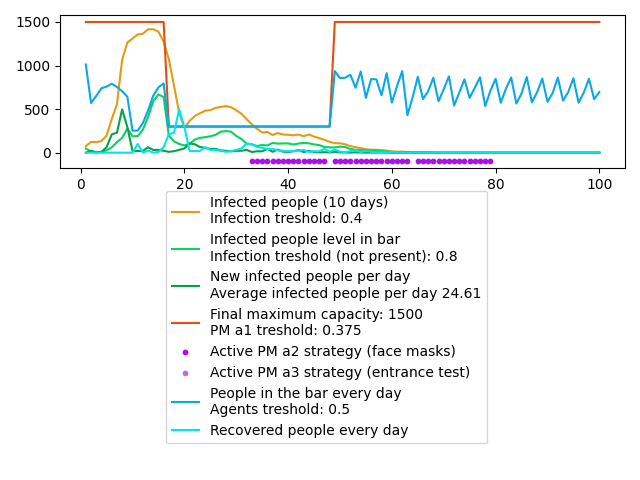 1500
1000
500
0
0
20
40
60
80
100
Infected people (10 days)
Infection treshold: 0.4
Infected people level in bar
Infection treshold (not present): 0.8
New infected people per day
Average infected people per day 24.61
Final maximum capacity: 1500
PM a1 treshold: 0.375
Active PM a2 strategy (face masks)
Active PM a3 strategy (entrance test)
People in the bar every day
Agents treshold: 0.5
Recovered people every day